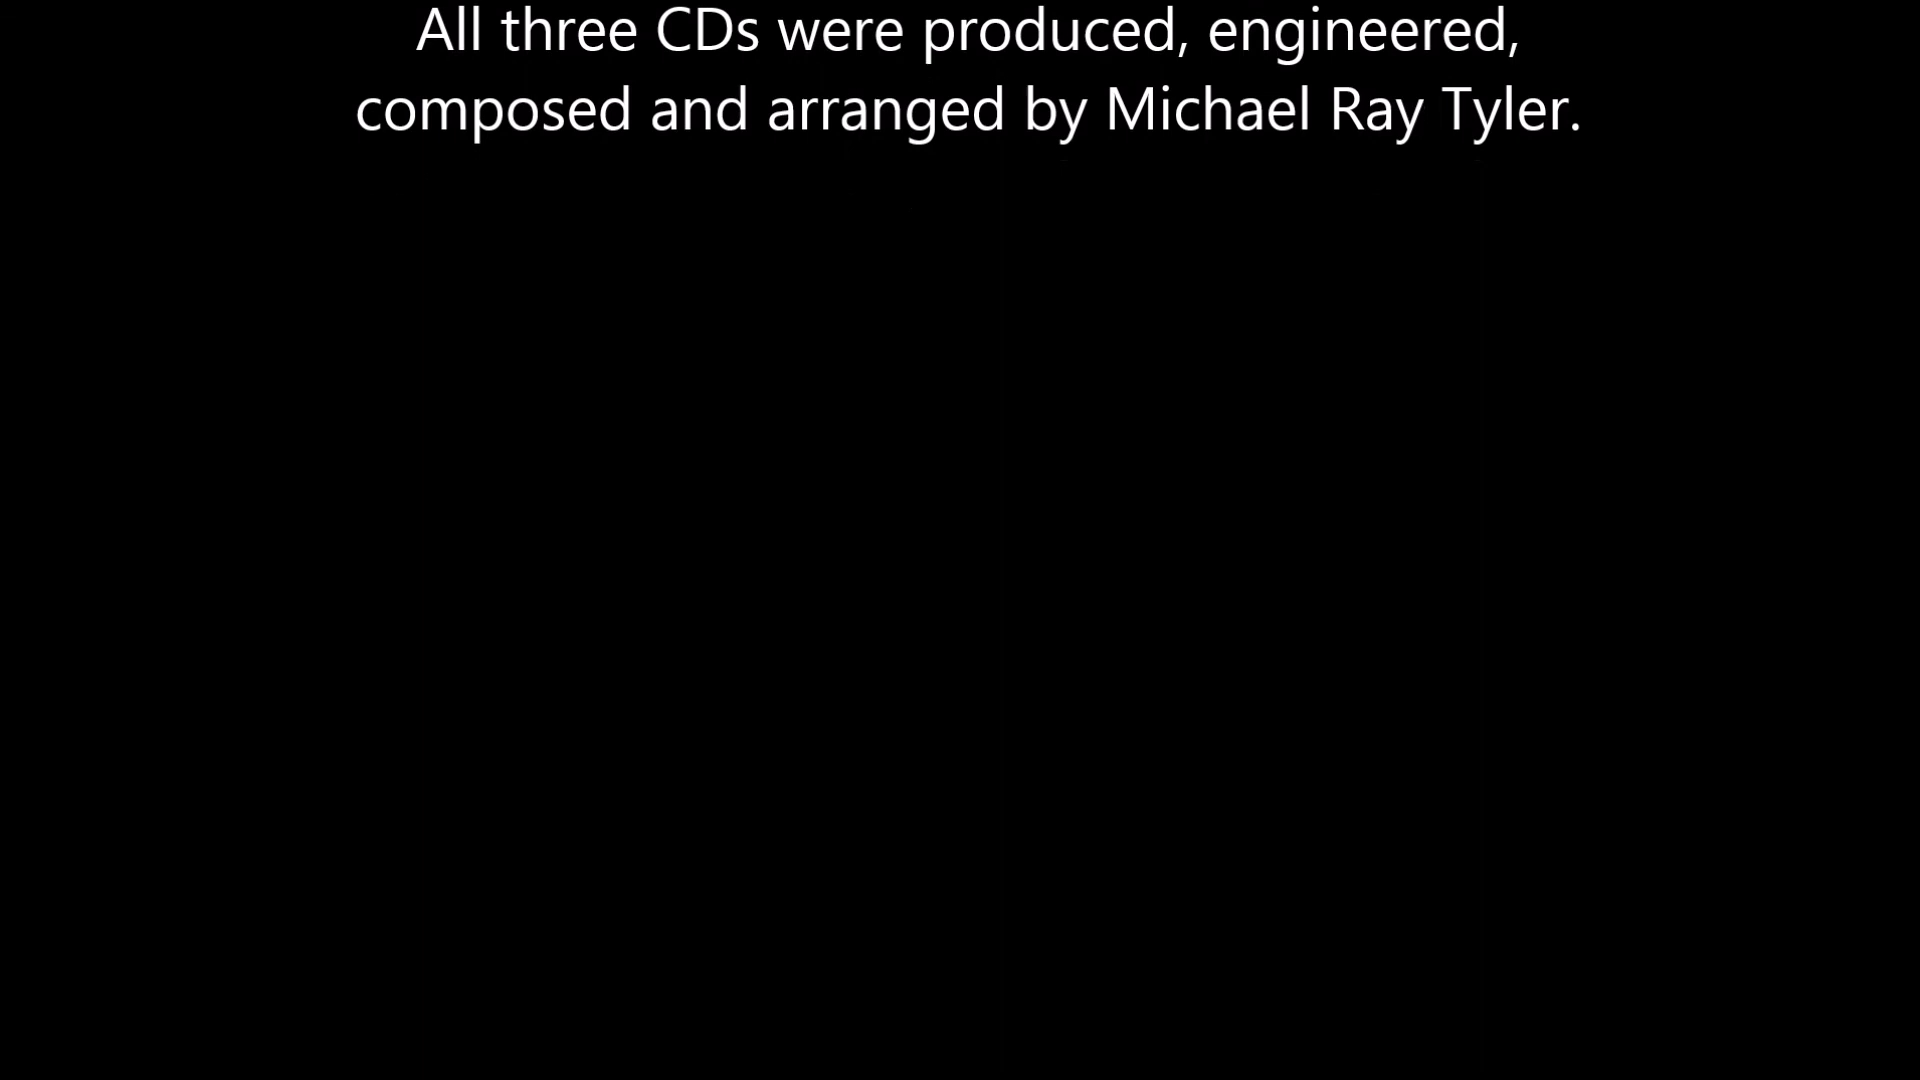 All three CDs were produced, engineered,
composed and arranged by Michael Ray Tyler.